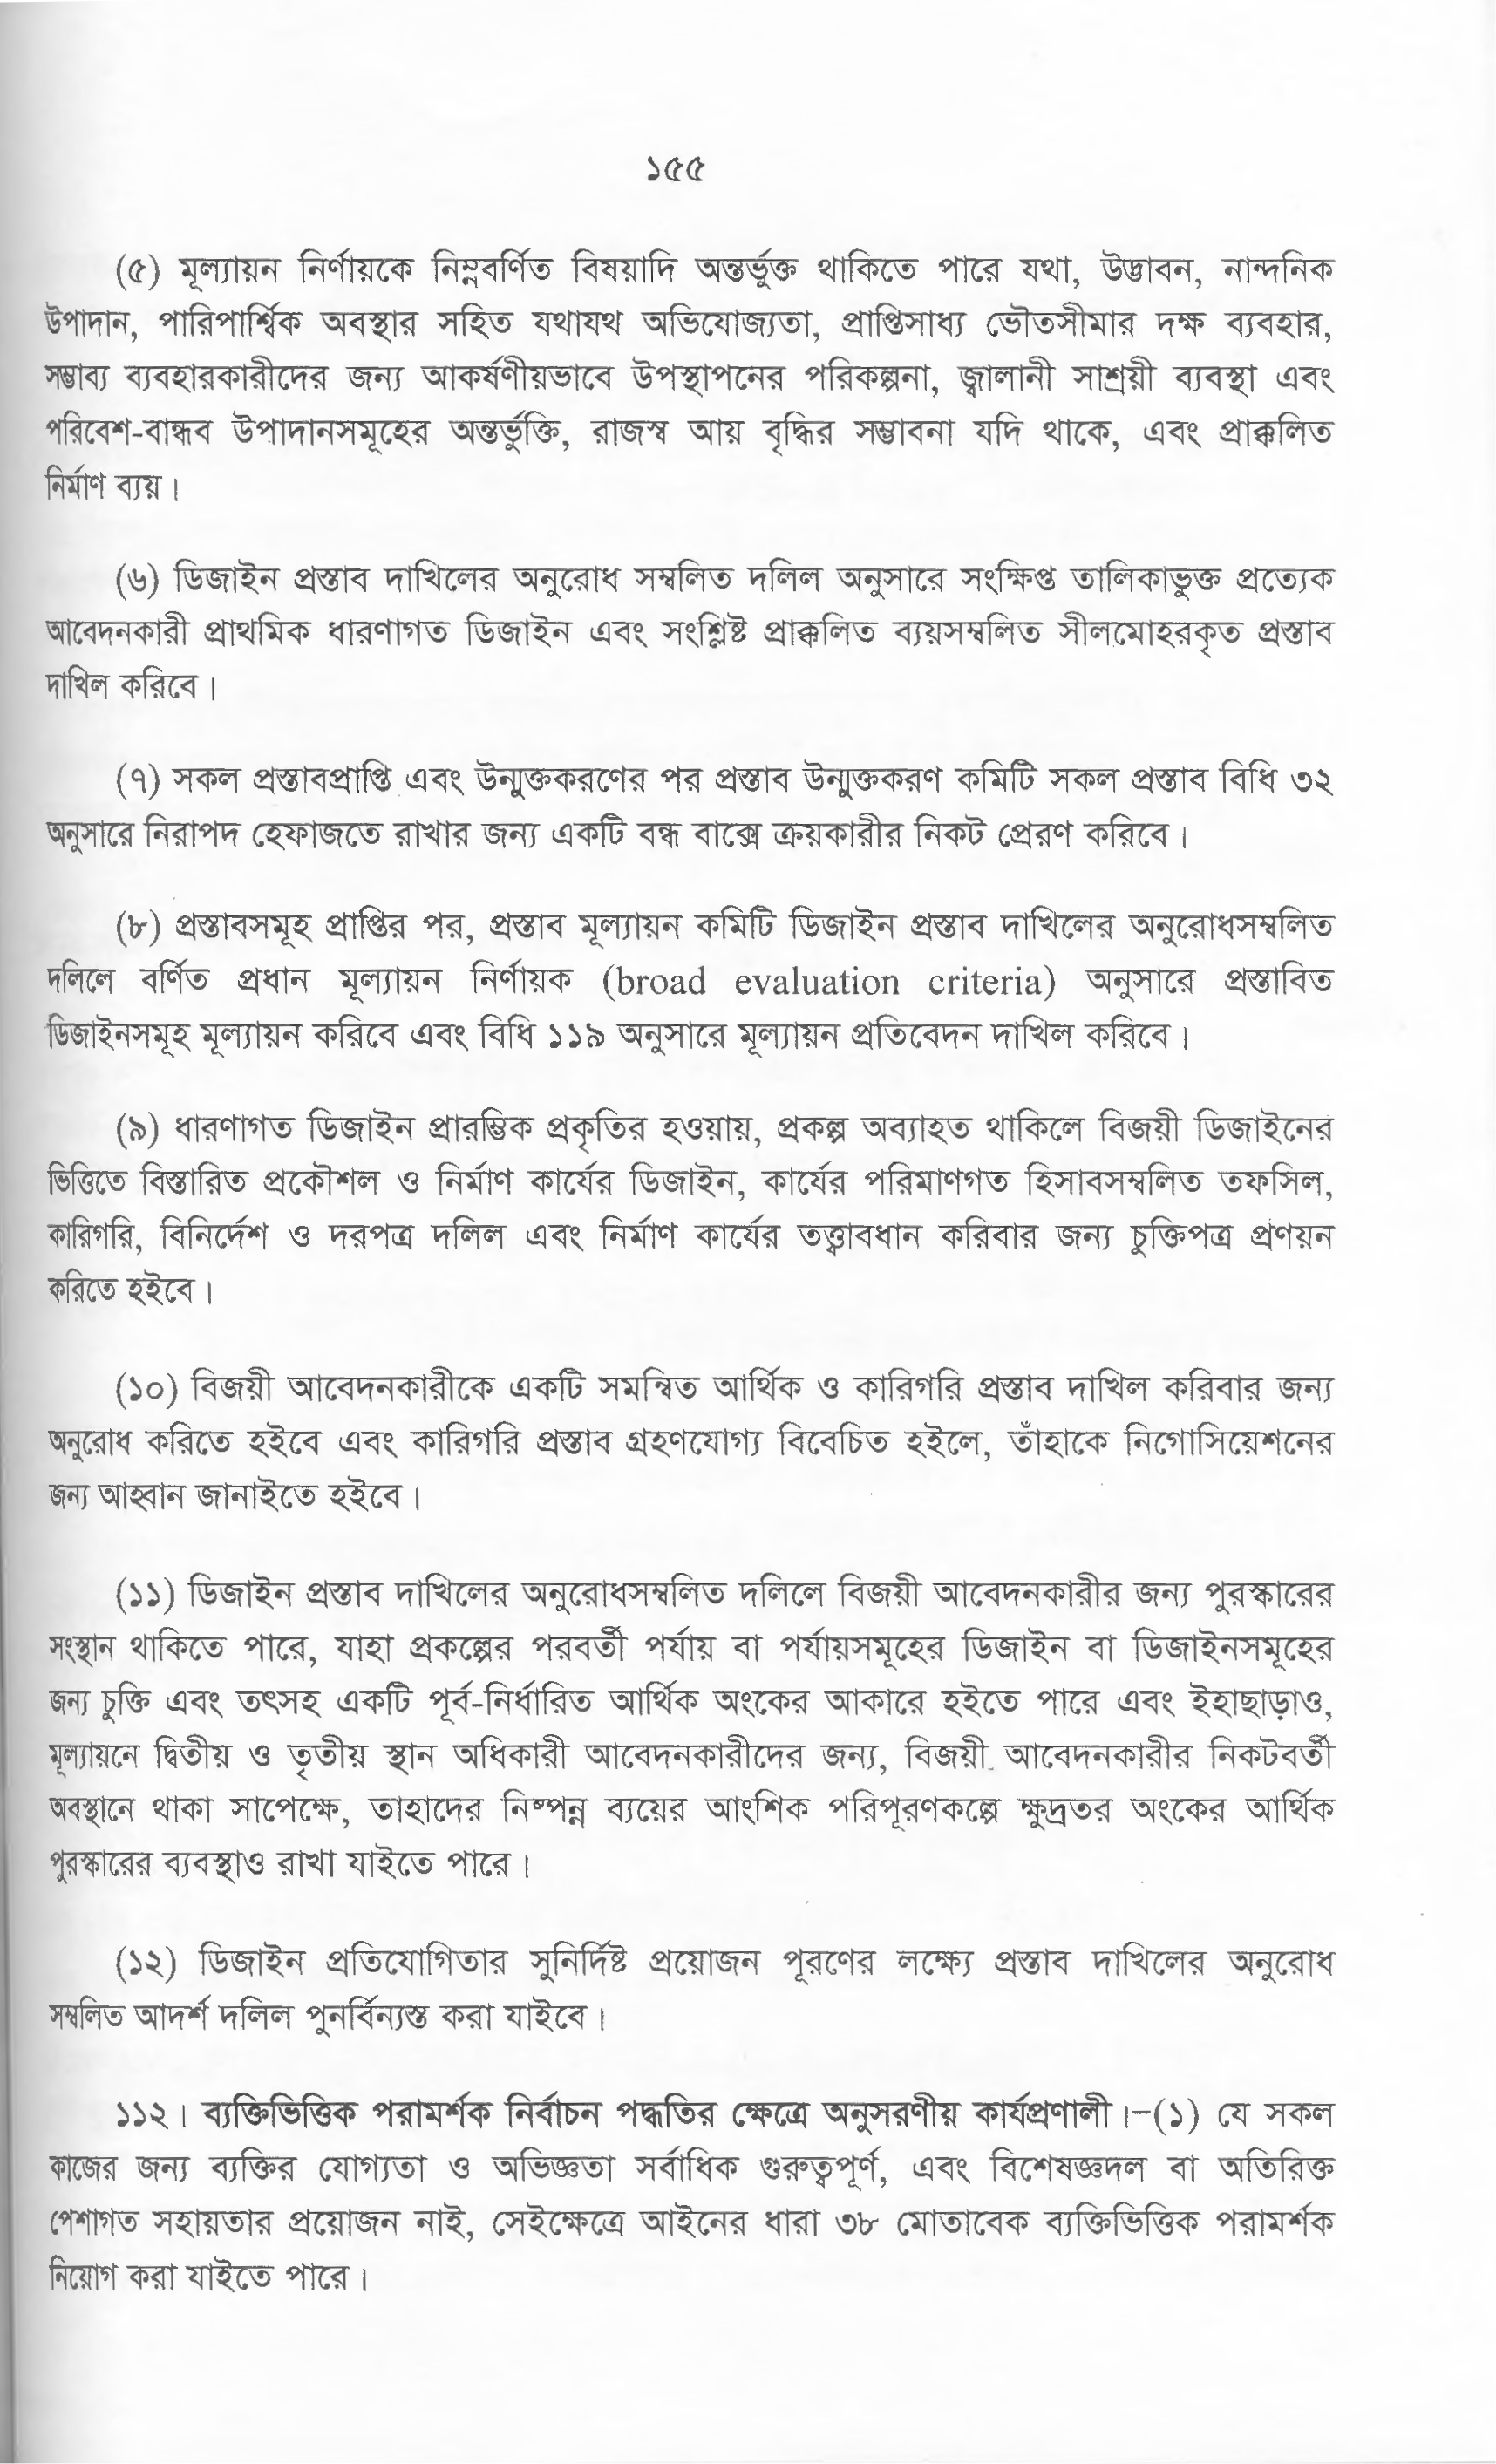 ১৫৫
(৫) মূল্যায়ন নির্ণায়কে নিম্নবর্ণিত বিষয়াদি অন্তর্ভুক্ত থাকিতে পারে যথা, উদ্ভাবন, নান্দনিক
উপাদান, পারিপার্শ্বিক অবস্থার সহিত যথাযথ অভিযোজ্যতা, প্রাপ্তিসাধ্য ভৌতসীমার দক্ষ ব্যবহার,
সম্ভাব্য ব্যবহারকারীদের জন্য আকর্ষণীয়ভাবে উপস্থাপনের পরিকল্পনা, জ্বালানী সাশ্রয়ী ব্যবস্থা এবং
পরিবেশ-বান্ধব উপাদানসমূহের অন্তর্ভুক্তি, রাজস্ব আয় বৃদ্ধির সম্ভাবনা যদি থাকে, এবং প্রাক্কলিত
নির্মাণ ব্যয়।
(৬) ডিজাইন প্রস্তাব দাখিলের অনুরোধ সম্বলিত দলিল অনুসারে সংক্ষিপ্ত তালিকাভুক্ত প্রত্যেক
আবেদনকারী প্রাথমিক ধারণাগত ডিজাইন এবং সংশ্লিষ্ট প্রাক্কলিত ব্যয়সম্বলিত সীলমোহরকৃত প্রস্তাব
দাখিল করিবে।
(৭) সকল প্রস্তাবপ্রাপ্তি এবং উন্মুক্তকরণের পর প্রস্তাব উন্মুক্তকরণ কমিটি সকল প্রস্তাব বিধি ৩২
অনুসারে নিরাপদ হেফাজতে রাখার জন্য একটি বন্ধ বাক্সে ক্রয়কারীর নিকট প্রেরণ করিবে।
(৮) প্রস্তাবসমূহ প্রাপ্তির পর, প্রস্তাব মূল্যায়ন কমিটি ডিজাইন প্রস্তাব দাখিলের অনুরোধসম্বলিত
দলিলে বর্ণিত প্রধান মূল্যায়ন নির্ণায়ক (broad evaluation criteria) অনুসারে প্রস্তাবিত
ডিজাইনসমূহ মূল্যায়ন করিবে এবং বিধি ১১৯ অনুসারে মূল্যায়ন প্রতিবেদন দাখিল করিবে।
(৯) ধারণাগত ডিজাইন প্রারম্ভিক প্রকৃতির হওয়ায়, প্রকল্প অব্যাহত থাকিলে বিজয়ী ডিজাইনের
ভিত্তিতে বিস্তারিত প্রকৌশল ও নির্মাণ কার্যের ডিজাইন, কার্যের পরিমাণগত হিসাবসম্বলিত তফসিল,
কারিগরি, বিনির্দেশ ও দরপত্র দলিল এবং নির্মাণ কার্যের তত্ত্বাবধান করিবার জন্য চুক্তিপত্র প্রণয়ন
করিতে হইবে।
(১০) বিজয়ী আবেদনকারীকে একটি সমন্বিত আর্থিক ও কারিগরি প্রস্তাব দাখিল করিবার জন্য
অনুরোধ করিতে হইবে এবং কারিগরি প্রস্তাব গ্রহণযোগ্য বিবেচিত হইলে, তাঁহাকে নিগোসিয়েশনের
জন্য আহ্বান জানাইতে হইবে।
(১১) ডিজাইন প্রস্তাব দাখিলের অনুরোধসম্বলিত দলিলে বিজয়ী আবেদনকারীর জন্য পুরস্কারের
সংস্থান থাকিতে পারে, যাহা প্রকল্পের পরবর্তী পর্যায় বা পর্যায়সমূহের ডিজাইন বা ডিজাইনসমূহের
জন্য চুক্তি এবং তৎসহ একটি পূর্ব-নির্ধারিত আর্থিক অংকের আকারে হইতে পারে এবং ইহাছাড়াও,
মূল্যায়নে দ্বিতীয় ও তৃতীয় স্থান অধিকারী আবেদনকারীদের জন্য, বিজয়ী আবেদনকারীর নিকটবর্তী
অবস্থানে থাকা সাপেক্ষে, তাহাদের নিষ্পন্ন ব্যয়ের আংশিক পরিপূরণকল্পে ক্ষুদ্রতর অংকের আর্থিক
পুরস্কারের ব্যবস্থাও রাখা যাইতে পারে।
(১২) ডিজাইন প্রতিযোগিতার সুনির্দিষ্ট প্রয়োজন পূরণের লক্ষ্যে প্রস্তাব দাখিলের অনুরোধ
সম্বলিত আদর্শ দলিল পুনর্বিন্যস্ত করা যাইবে।
১১২। ব্যক্তিভিত্তিক পরামর্শক নির্বাচন পদ্ধতির ক্ষেত্রে অনুসরণীয় কার্যপ্রণালী।–(১) যে সকল
কাজের জন্য ব্যক্তির যোগ্যতা ও অভিজ্ঞতা সর্বাধিক গুরুত্বপূর্ণ, এবং বিশেষজ্ঞদল বা অতিরিক্ত
পেশাগত সহায়তার প্রয়োজন নাই, সেইক্ষেত্রে আইনের ধারা ৩৮ মোতাবেক ব্যক্তিভিত্তিক পরামর্শক
নিয়োগ করা যাইতে পারে।